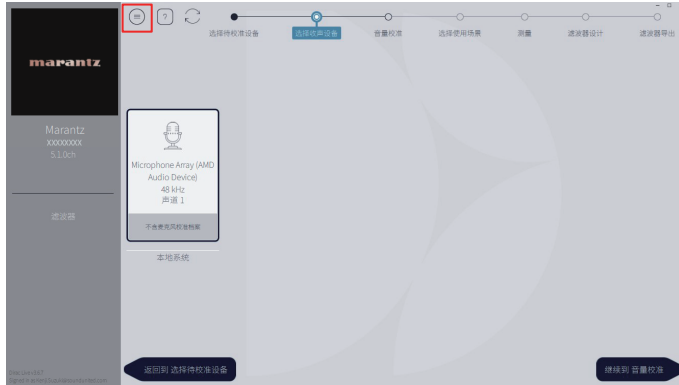 选择待校准设备
选择收声设备
音量校准
选择使用场景
测量
滤波器设计
滤波器导出
marantz
Marantz
XXXXXXXX
5.1.0ch
滤波器
Microphone Array (AMD
Audio Device)
48 kHz
声道 1
不含麦克风校准档案
本地系统
返回到 选择待校准设备
继续到 音量校准